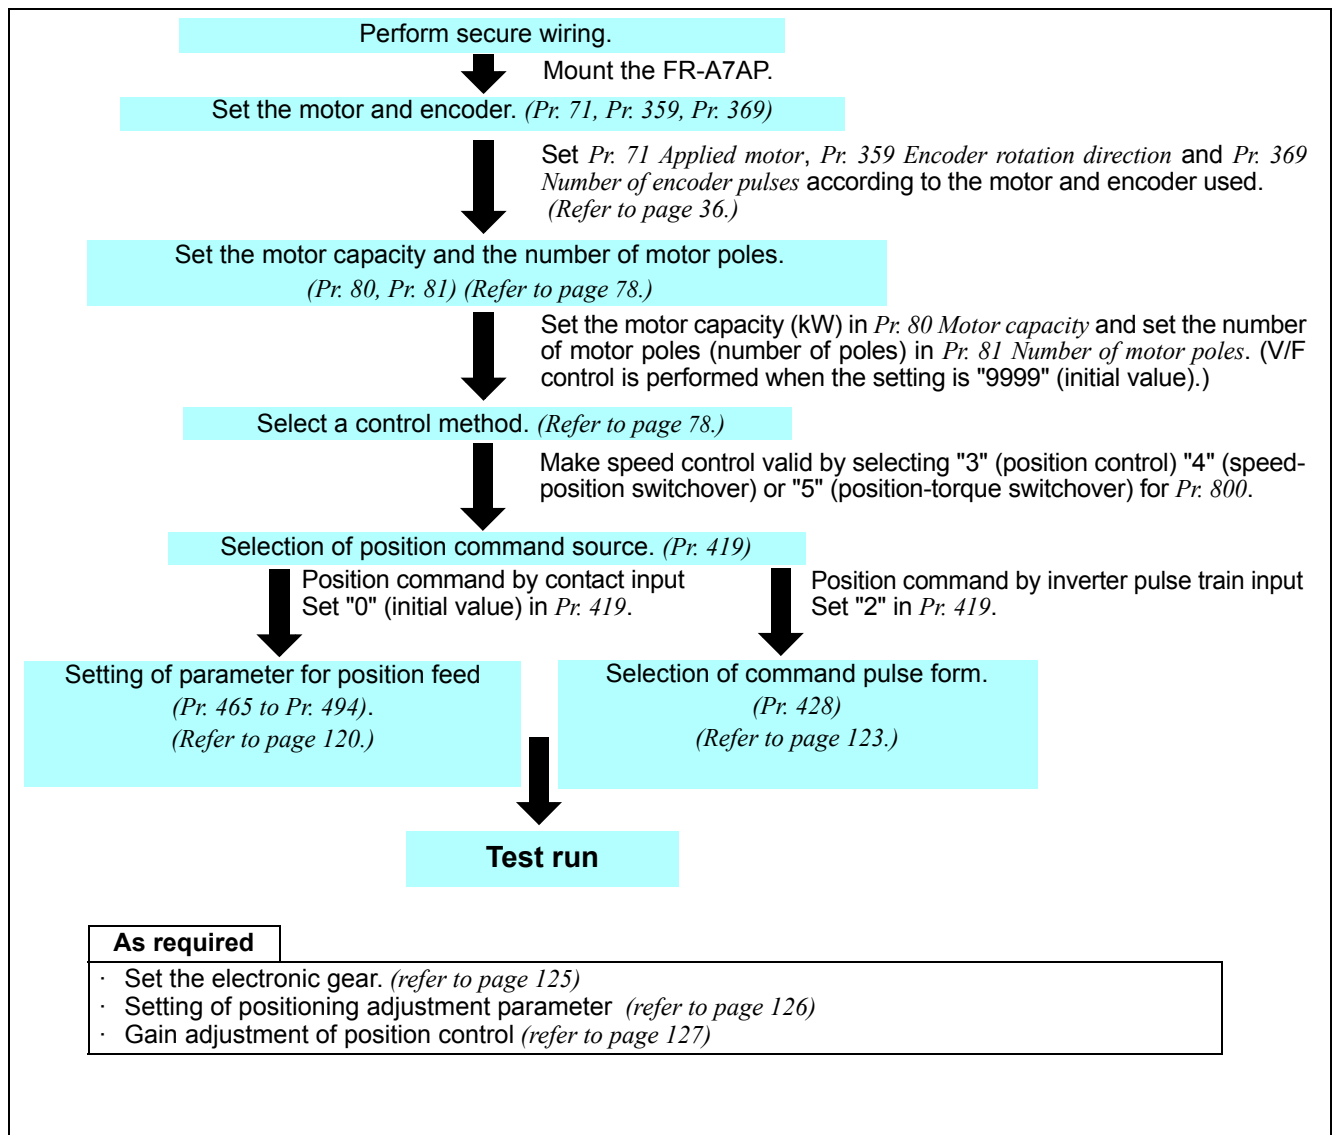 Perform secure wiring.
Mount the FR-A7AP.
Set the motor and encoder. (Pr. 71, Pr. 359, Pr. 369)
Set Pr. 71 Applied motor, Pr. 359 Encoder rotation direction and Pr. 369
Number of encoder pulses according to the motor and encoder used.
(Refer to page 36.)
Set the motor capacity and the number of motor poles.
(Pr. 80, Pr. 81) (Refer to page 78.)
Set the motor capacity (kW) in Pr. 80 Motor capacity and set the number
of motor poles (number of poles) in Pr. 81 Number of motor poles. (V/F
control is performed when the setting is "9999" (initial value).)
Select a control method. (Refer to page 78.)
Make speed control valid by selecting "3" (position control) "4" (speed-
position switchover) or "5" (position-torque switchover) for Pr. 800.
Selection of position command source. (Pr. 419)
Position command by contact input
Set "0" (initial value) in Pr. 419.
Position command by inverter pulse train input
Set "2" in Pr. 419.
Setting of parameter for position feed
(Pr. 465 to Pr. 494).
(Refer to page 120.)
Selection of command pulse form.
(Pr. 428)
(Refer to page 123.)
Test run
As required
· Set the electronic gear. (refer to page 125)
· Setting of positioning adjustment parameter (refer to page 126)
· Gain adjustment of position control (refer to page 127)